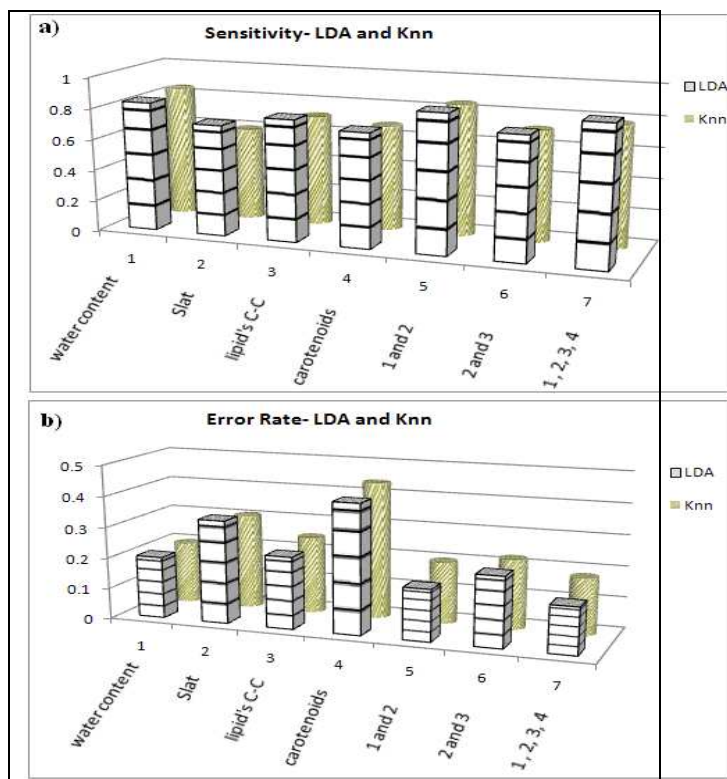 a)
Sensitivity- LDA and Knn
1
0.8
0.6
0.4
0.2
0
1 2 3 4 5 6 7
water content Slat lipid's C-C carotenoids 1 and 2 2 and 3 1, 2, 3, 4
LDA
Knn
b)
Error Rate- LDA and Knn
0.5
0.4
0.3
0.2
0.1
0
1 2 3 4 5 6 7
water content Slat lipid's C-C carotenoids 1 and 2 2 and 3 1, 2, 3, 4
LDA
Knn